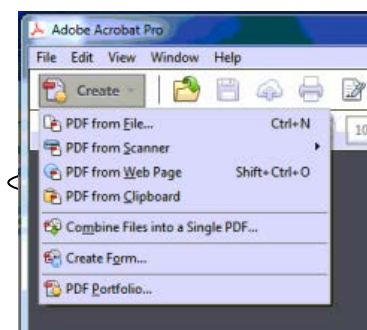 Adobe Acrobat Pro
File Edit View Window Help
Create
PDF from File... Ctrl+N
PDF from Scanner
PDF from Web Page Shift+Ctrl+O
PDF from Clipboard
Combine Files into a Single PDF...
Create Form...
PDF Portfolio...